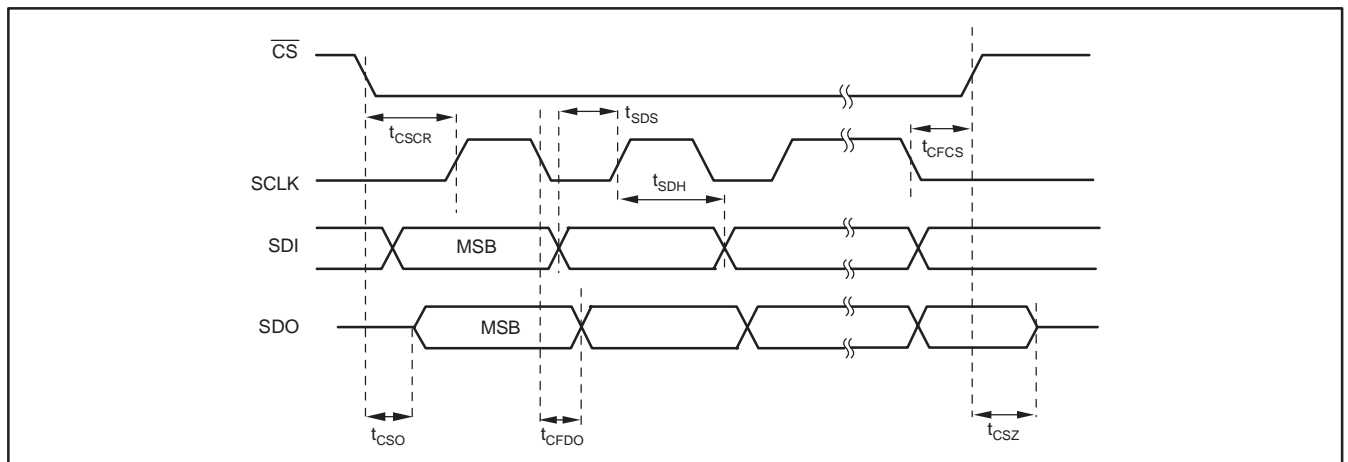 CS
tSDS
tCSCR
tCFCS
SCLK
tSDH
SDI
MSB
SDO
MSB
tCSO
tCFDO
tCSZ